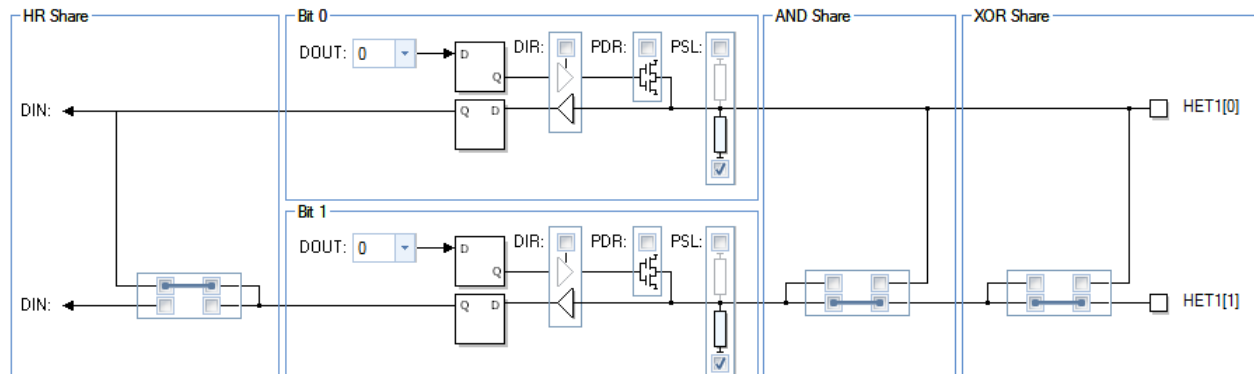 HR Share
Bit 0
AND Share
XOR Share
DOUT: 0
D
Q
DIR:
PDR:
PSL:
DIN:
Q D
HET1[0]
Bit 1
DOUT: 0
D
Q
DIR:
PDR:
PSL:
DIN:
Q D
HET1[1]